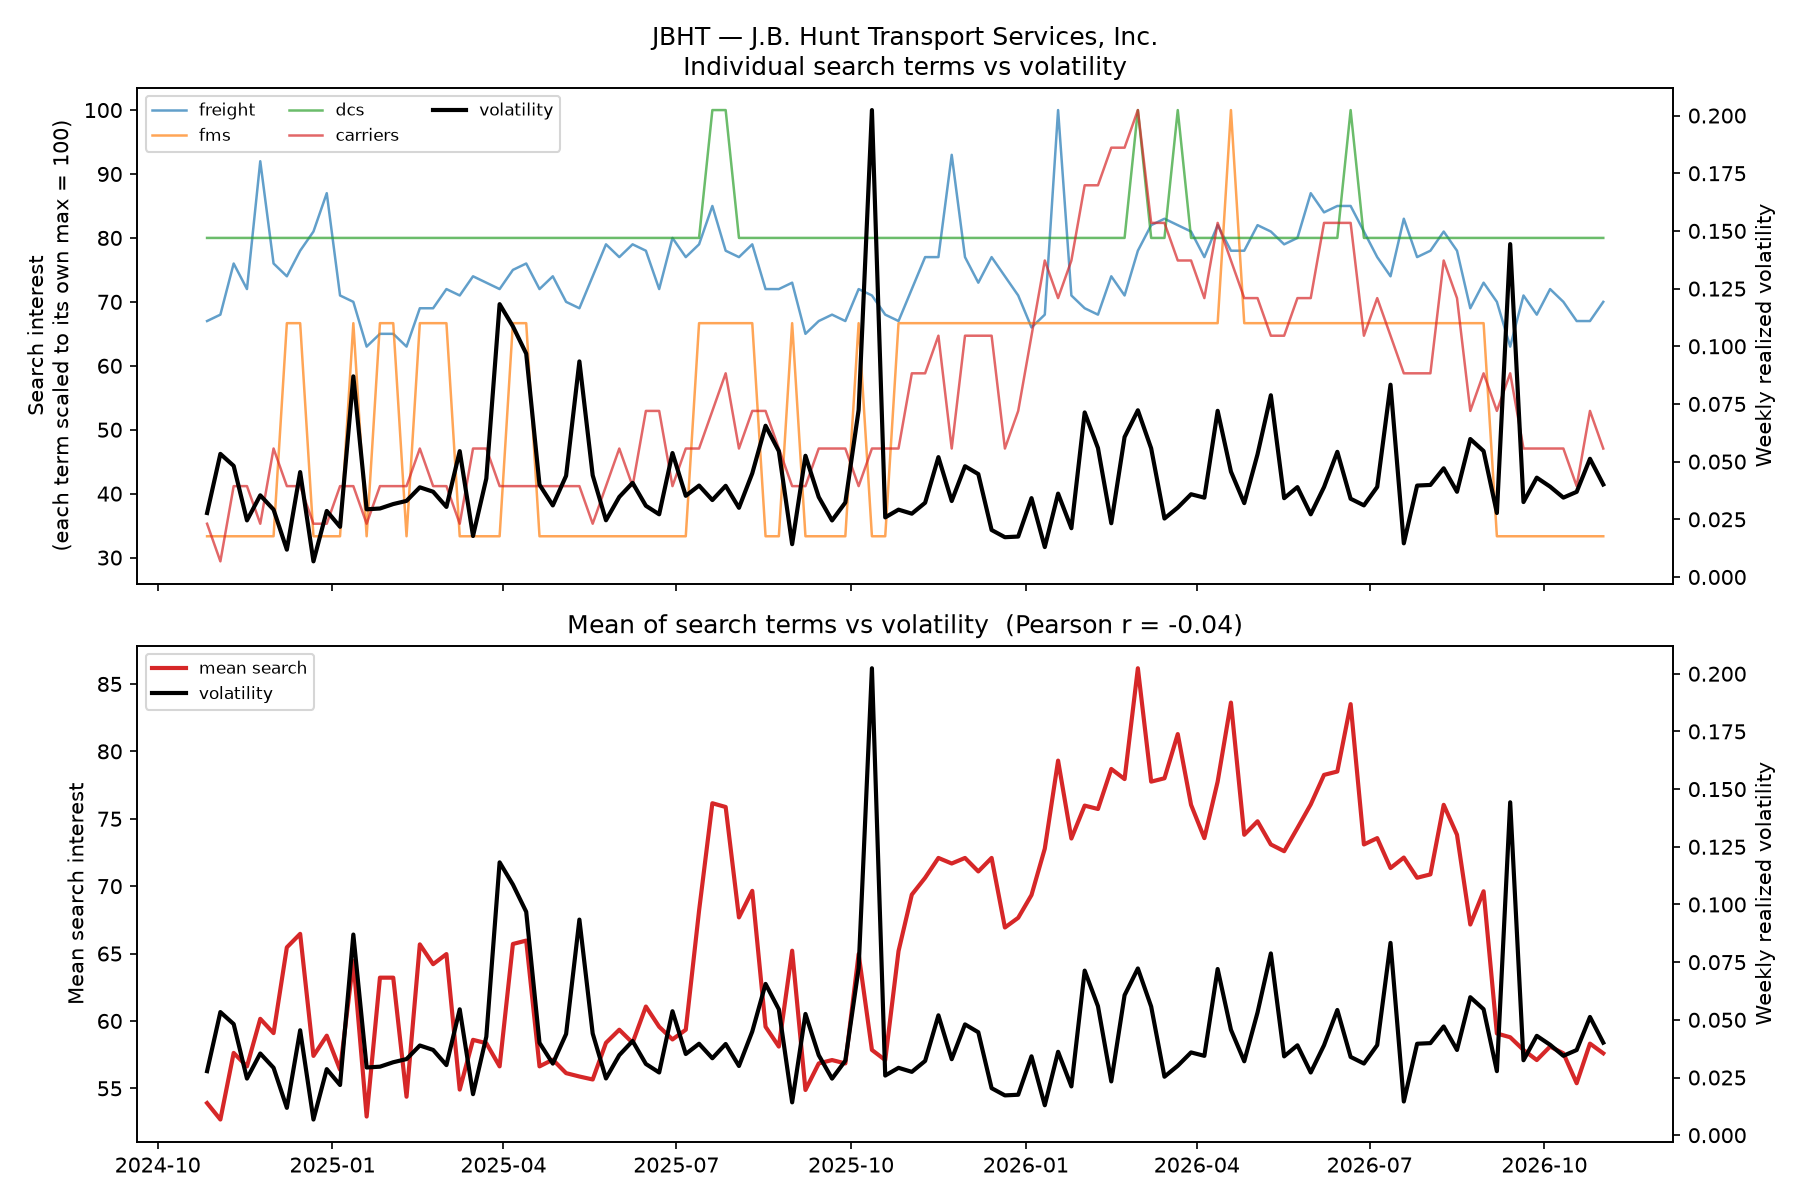 JBHT — J.B. Hunt Transport Services, Inc.
Individual search terms vs volatility
freight
fms
dcs
carriers
volatility
Search interest
(each term scaled to its own max = 100)
100
90
80
70
60
50
40
30
0.200
0.175
0.150
0.125
0.100
0.075
0.050
0.025
0.000
Weekly realized volatility
Mean of search terms vs volatility (Pearson r = -0.04)
mean search
volatility
Mean search interest
85
80
75
70
65
60
55
0.200
0.175
0.150
0.125
0.100
0.075
0.050
0.025
0.000
Weekly realized volatility
2024-10
2025-01
2025-04
2025-07
2025-10
2026-01
2026-04
2026-07
2026-10